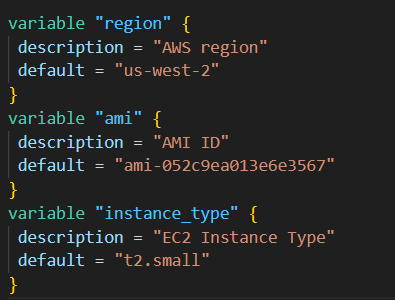 variable "region" {
 description = "AWS region"
 default = "us-west-2"
}
variable "ami" {
 description = "AMI ID"
 default = "ami-052c9ea013e6e3567"
}
variable "instance_type" {
 description = "EC2 Instance Type"
 default = "t2.small"
}